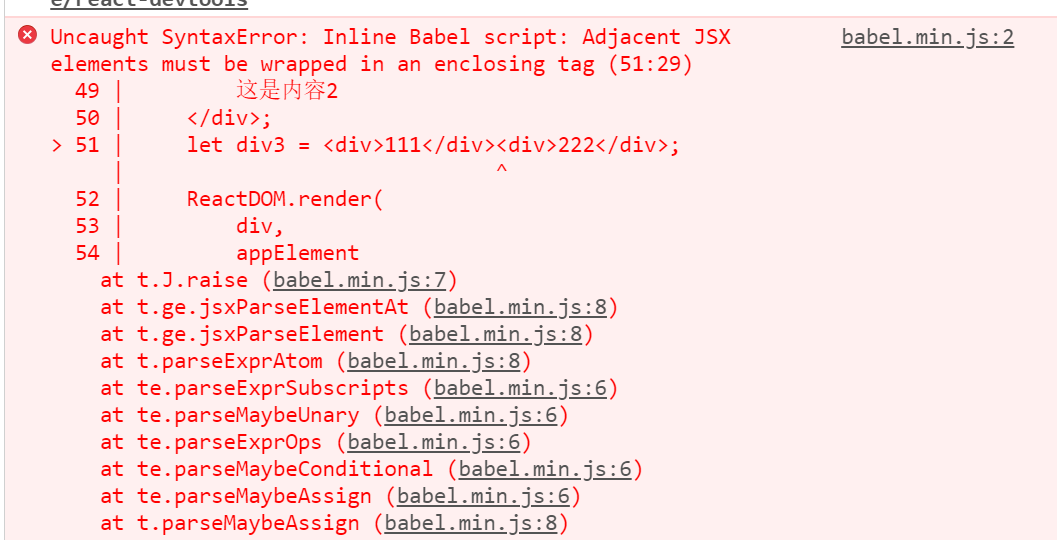 e/react-devtools
Uncaught SyntaxError: Inline Babel script: Adjacent JSX babel.min.js:2
elements must be wrapped in an enclosing tag (51:29)
49 | 这是内容2
50 | </div>;
> 51 | let div3 = <div>111</div><div>222</div>;
| ^
52 | ReactDOM.render(
53 | div,
54 | appElement
at t.J.raise (babel.min.js:7)
at t.ge.jsxParseElementAt (babel.min.js:8)
at t.ge.jsxParseElement (babel.min.js:8)
at t.parseExprAtom (babel.min.js:8)
at te.parseExprSubscripts (babel.min.js:6)
at te.parseMaybeUnary (babel.min.js:6)
at te.parseExprOps (babel.min.js:6)
at te.parseMaybeConditional (babel.min.js:6)
at te.parseMaybeAssign (babel.min.js:6)
at t.parseMaybeAssign (babel.min.js:8)